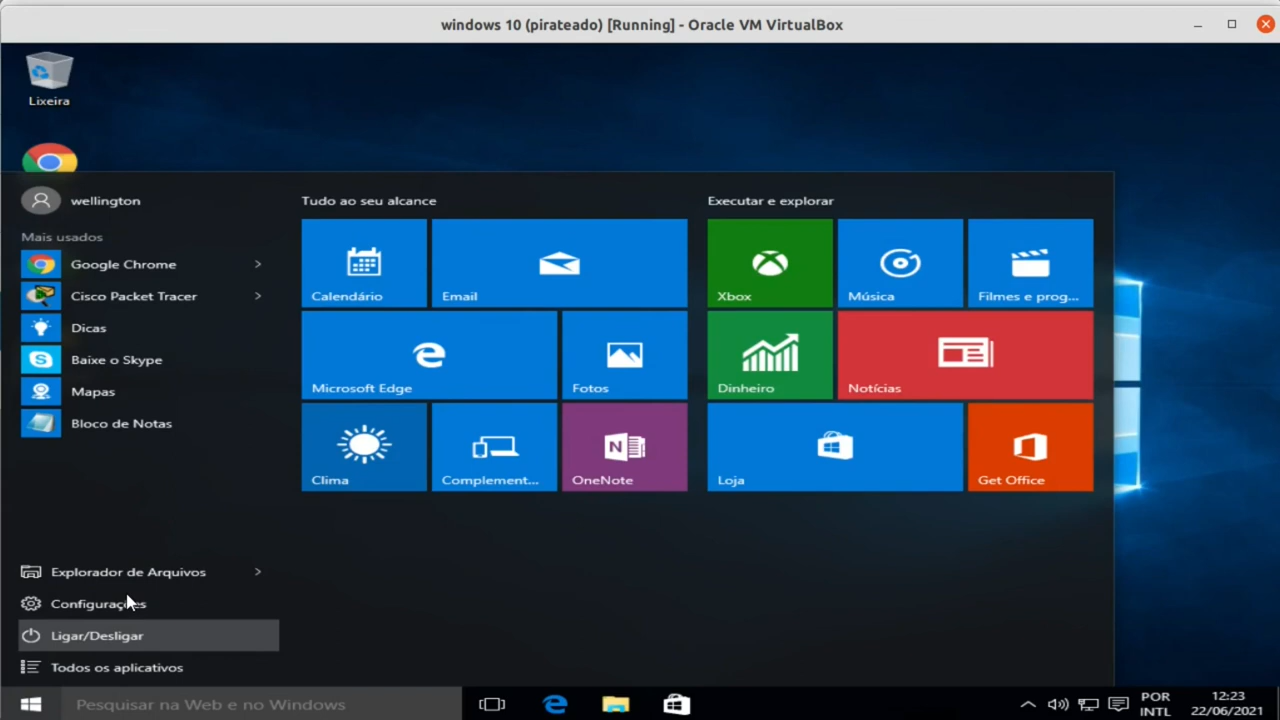 windows 10 (pirateado) [Running] - Oracle VM VirtualBox
Lixeira
wellington
Mais usados
Google Chrome
Cisco Packet Tracer
Dicas
Baixe o Skype
Mapas
Bloco de Notas
Explorador de Arquivos
Configurações
Ligar/Desligar
Todos os aplicativos
Tudo ao seu alcance
Calendário
Email
Microsoft Edge
Fotos
Clima
Complement...
OneNote
Executar e explorar
Xbox
Música
Filmes e prog...
Dinheiro
Notícias
Loja
Get Office
Pesquisar na Web e no Windows
POR
INTL
12:23
22/06/2021